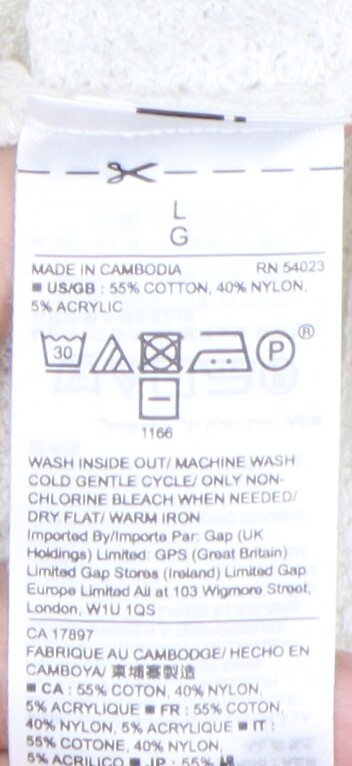 L
G
MADE IN CAMBODIA RN 54023
■ US/GB : 55% COTTON, 40% NYLON,
5% ACRYLIC
30 P ®
1166
WASH INSIDE OUT/ MACHINE WASH
COLD GENTLE CYCLE/ ONLY NON-
CHLORINE BLEACH WHEN NEEDED/
DRY FLAT/ WARM IRON
Imported By/Importe Par: Gap (UK
Holdings) Limited: GPS (Great Britain)
Limited Gap Stores (Ireland) Limited Gap
Europe Limited All at 103 Wigmore Street,
London, W1U 1QS
CA 17897
FABRIQUE AU CAMBODGE/ HECHO EN
CAMBOYA/ 柬埔寨製造
■ CA : 55% COTON, 40% NYLON,
5% ACRYLIQUE ■ FR : 55% COTON,
40% NYLON, 5% ACRYLIQUE ■ IT :
55% COTONE, 40% NYLON,
5% ACRILICO ■ JP : 55%